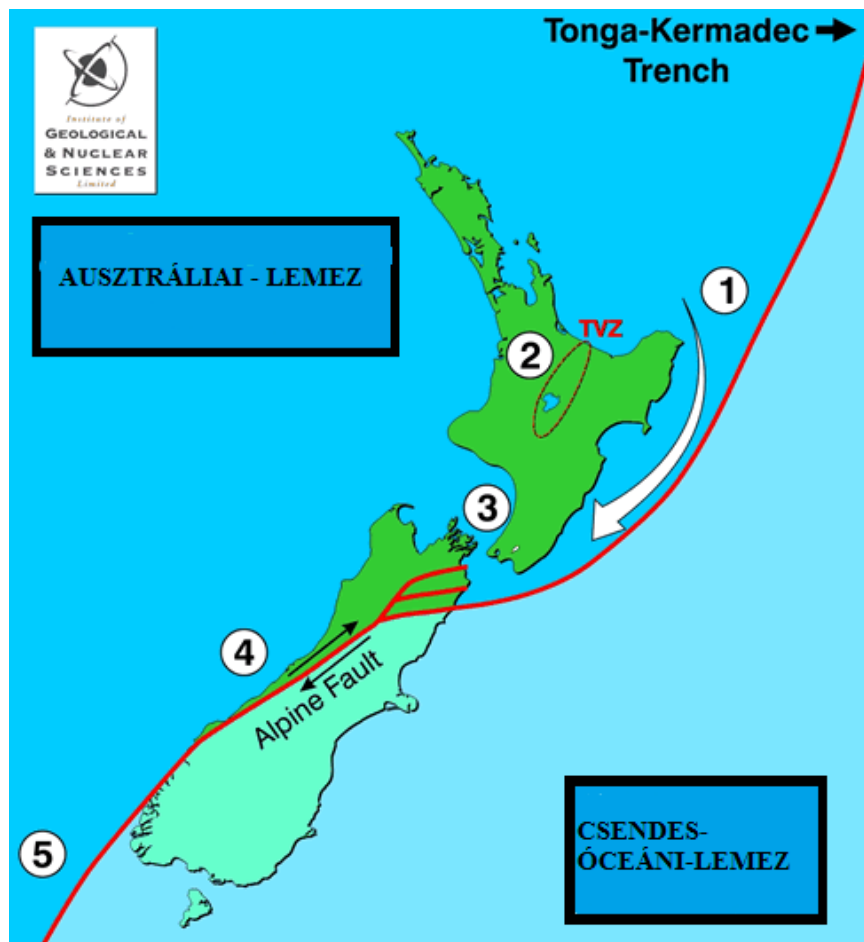 Tonga-Kermadec
Trench
Institute of
GEOLOGICAL
& NUCLEAR
SCIENCES
Limited
AUSZTRÁLIAI - LEMEZ
1
TVZ
2
3
4
Alpine Fault
5
CSENDES-
ÓCEÁNI-LEMEZ